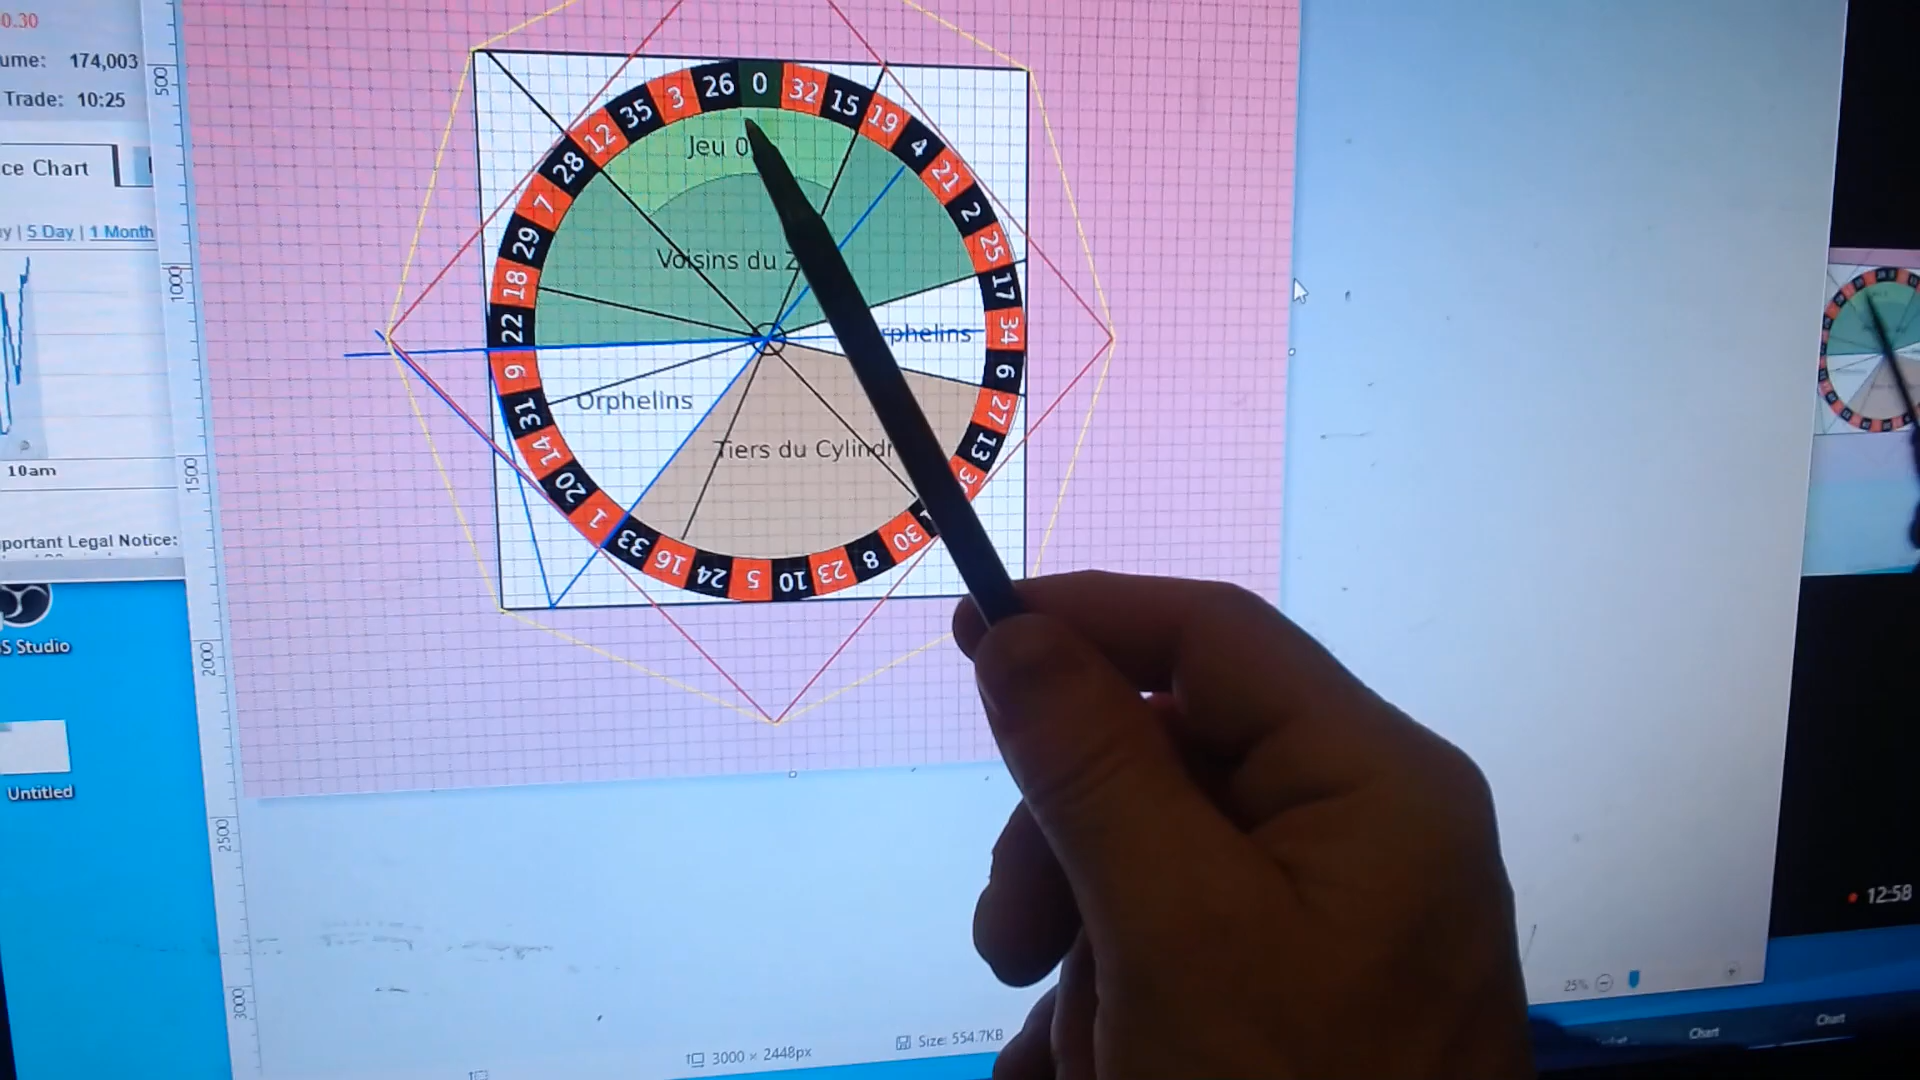 0.30
ume: 174,003
Trade: 10:25
ce Chart
y | 5 Day | 1 Month
10am
portant Legal Notice:
S Studio
Untitled
500
1000
1500
2000
2500
3000
26 0 32 15 19 4 21 2 25 17 34 6 27 13
30 8 23 10 5 24 16 33 1 20 14 31 9 22 18 29 7 28 12 35 3
Jeu 0
Voisins du Z
rphelins
Orphelins
Tiers du Cylindr
3000 × 2448px
Size: 554.7KB
25%
12:58
Chart
Chart